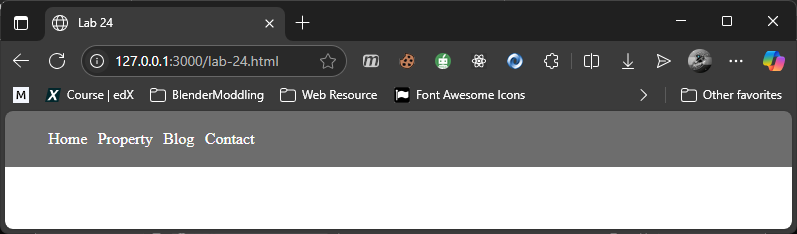 Lab 24
127.0.0.1:3000/lab-24.html
M Course | edX BlenderModdling Web Resource Font Awesome Icons Other favorites
Home Property Blog Contact